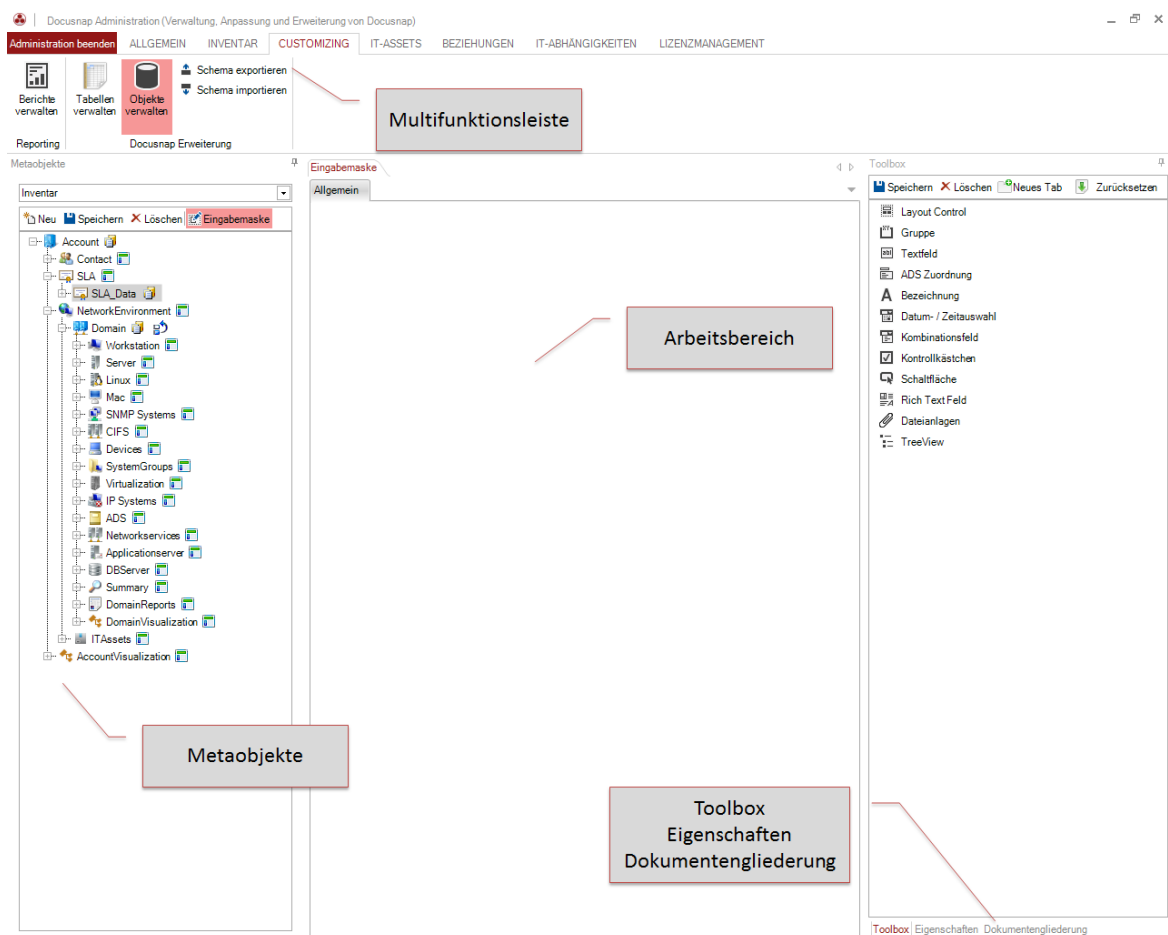 Docusnap Administration (Verwaltung, Anpassung und Erweiterung von Docusnap)
Administration beenden ALLGEMEIN INVENTAR CUSTOMIZING IT-ASSETS BEZIEHUNGEN IT-ABHÄNGIGKEITEN LIZENZMANAGEMENT
Berichte verwalten
Tabellen verwalten
Objekte verwalten
Schema exportieren
Schema importieren
Reporting
Docusnap Erweiterung
Multifunktionsleiste
Metaobjekte
Inventar
Neu Speichern Löschen Eingabemaske
Account
Contact
SLA
SLA_Data
NetworkEnvironment
Domain
Workstation
Server
Linux
Mac
SNMP Systems
CIFS
Devices
SystemGroups
Virtualization
IP Systems
ADS
Networkservices
Applicationserver
DBServer
Summary
DomainReports
DomainVisualization
ITAssets
AccountVisualization
Metaobjekte
Eingabemaske
Allgemein
Arbeitsbereich
Toolbox
Eigenschaften
Dokumentengliederung
Toolbox
Speichern Löschen Neues Tab Zurücksetzen
Layout Control
Gruppe
Textfeld
ADS Zuordnung
Bezeichnung
Datum- / Zeitauswahl
Kombinationsfeld
Kontrollkästchen
Schaltfläche
Rich Text Feld
Dateianlagen
TreeView
Toolbox Eigenschaften Dokumentengliederung